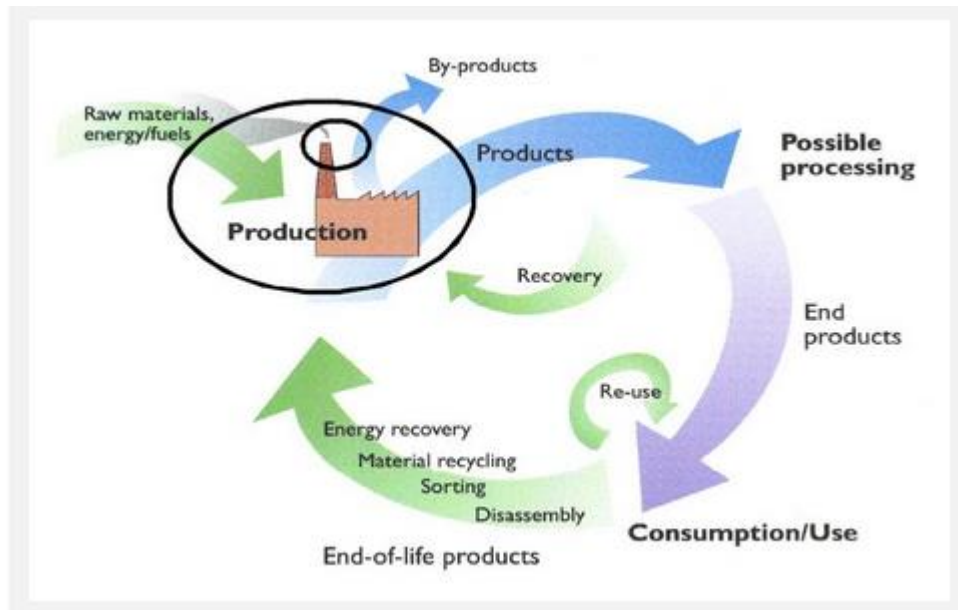 By-products
Raw materials,
energy/fuels
Products
Possible
processing
Production
Recovery
End
products
Re-use
Energy recovery
Material recycling
Sorting
Disassembly
Consumption/Use
End-of-life products